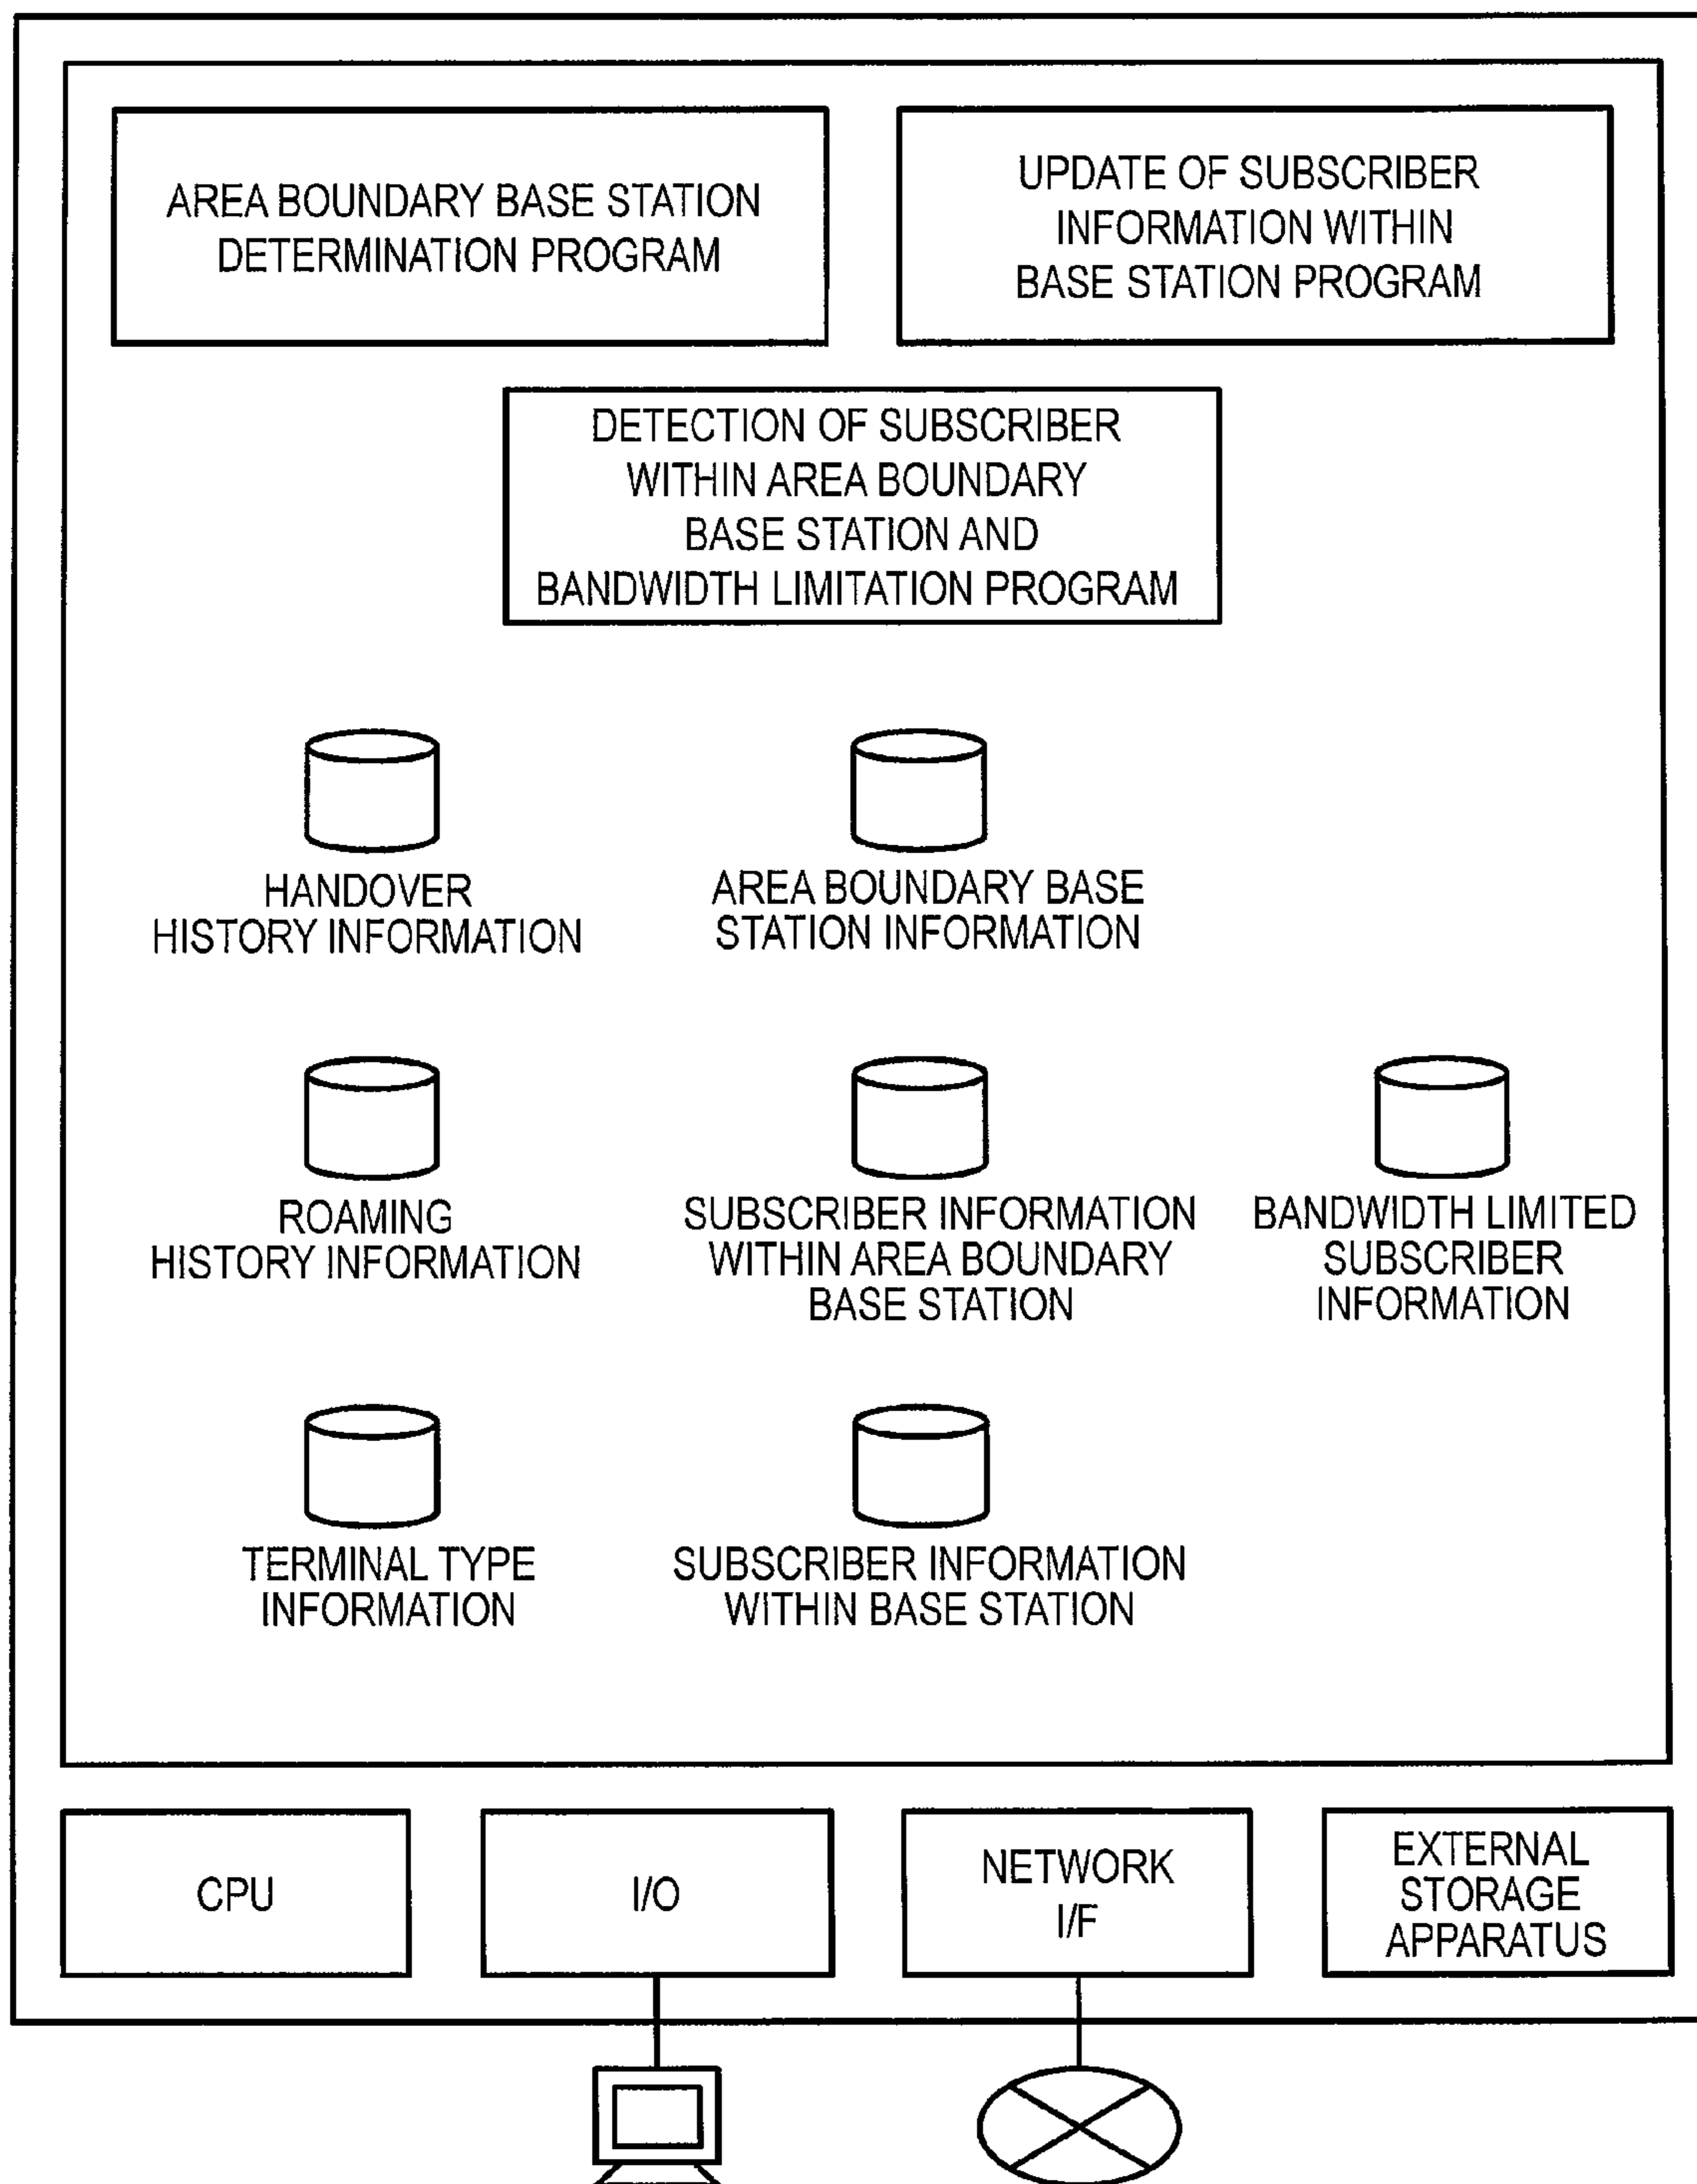 AREA BOUNDARY BASE STATION
DETERMINATION PROGRAM
UPDATE OF SUBSCRIBER
INFORMATION WITHIN
BASE STATION PROGRAM
DETECTION OF SUBSCRIBER
WITHIN AREA BOUNDARY
BASE STATION AND
BANDWIDTH LIMITATION PROGRAM
HANDOVER
HISTORY INFORMATION
AREA BOUNDARY BASE
STATION INFORMATION
ROAMING
HISTORY INFORMATION
SUBSCRIBER INFORMATION
WITHIN AREA BOUNDARY
BASE STATION
BANDWIDTH LIMITED
SUBSCRIBER
INFORMATION
TERMINAL TYPE
INFORMATION
SUBSCRIBER INFORMATION
WITHIN BASE STATION
CPU
I/O
NETWORK
I/F
EXTERNAL
STORAGE
APPARATUS